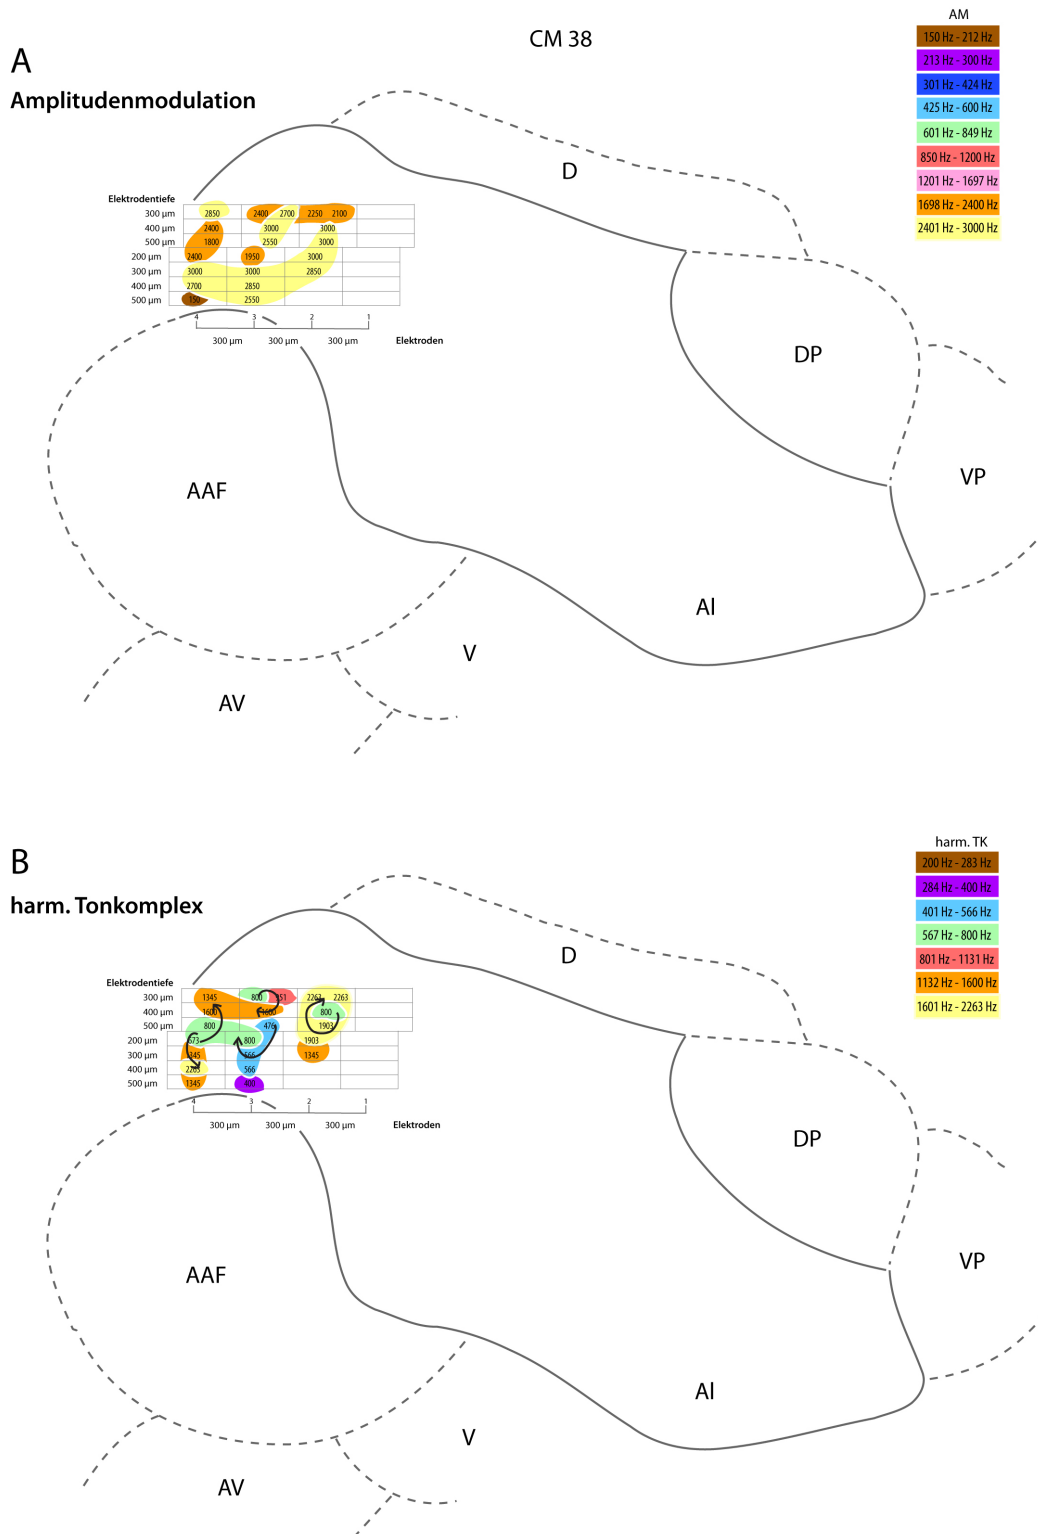 CM 38
A
Amplitudenmodulation
AM
150 Hz - 212 Hz
213 Hz - 300 Hz
301 Hz - 424 Hz
425 Hz - 600 Hz
601 Hz - 849 Hz
850 Hz - 1200 Hz
1201 Hz - 1697 Hz
1698 Hz - 2400 Hz
2401 Hz - 3000 Hz
D
Elektrodentiefe
300 µm 2850 2400 2700 2250 2100
400 µm 2400 3000 3000
500 µm 1800 2550 3000
200 µm 2400 1950 3000
300 µm 3000 3000 2850
400 µm 2700 2850
500 µm 150 2550
4 3 2 1
300 µm 300 µm 300 µm Elektroden
DP
AAF
VP
AI
V
AV
B
harm. Tonkomplex
harm. TK
200 Hz - 283 Hz
284 Hz - 400 Hz
401 Hz - 566 Hz
567 Hz - 800 Hz
801 Hz - 1131 Hz
1132 Hz - 1600 Hz
1601 Hz - 2263 Hz
D
Elektrodentiefe
300 µm 1345 800 951 2263 2263
400 µm 1600 1600 800
500 µm 800 476 1903
200 µm 673 800 1903
300 µm 1345 566 1345
400 µm 2263 566
500 µm 1345 400
4 3 2 1
300 µm 300 µm 300 µm Elektroden
DP
AAF
VP
AI
V
AV